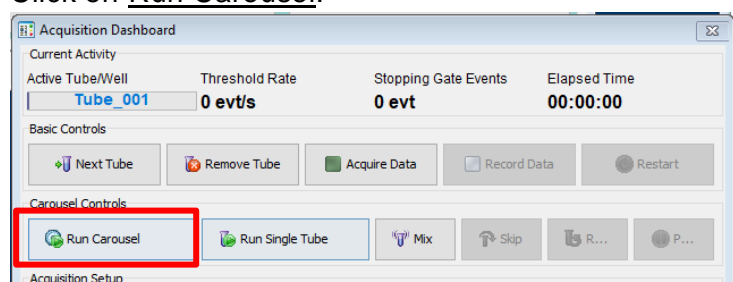 Click on Run Carousel.
Acquisition Dashboard
Current Activity
Active Tube/Well Threshold Rate Stopping Gate Events Elapsed Time
Tube_001 0 evt/s 0 evt 00:00:00
Basic Controls
Next Tube Remove Tube Acquire Data Record Data Restart
Carousel Controls
Run Carousel Run Single Tube Mix Skip R... P...
Acquisition Setup